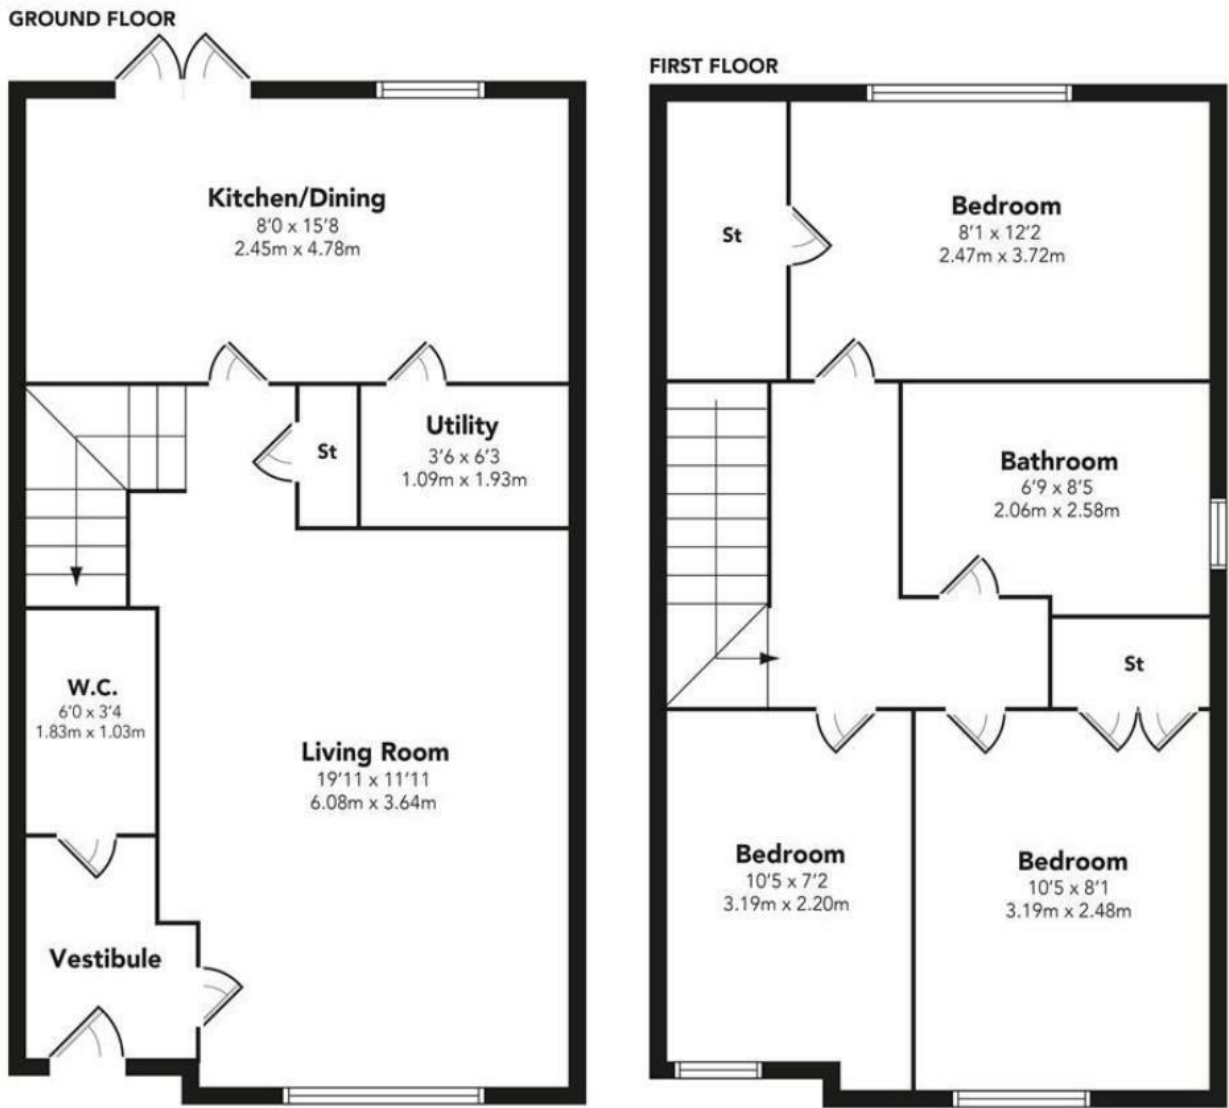 GROUND FLOOR
Kitchen/Dining
8'0 x 15'8
2.45m x 4.78m
St
Utility
3'6 x 6'3
1.09m x 1.93m
W.C.
6'0 x 3'4
1.83m x 1.03m
Living Room
19'11 x 11'11
6.08m x 3.64m
Vestibule
FIRST FLOOR
St
Bedroom
8'1 x 12'2
2.47m x 3.72m
Bathroom
6'9 x 8'5
2.06m x 2.58m
St
Bedroom
10'5 x 7'2
3.19m x 2.20m
Bedroom
10'5 x 8'1
3.19m x 2.48m